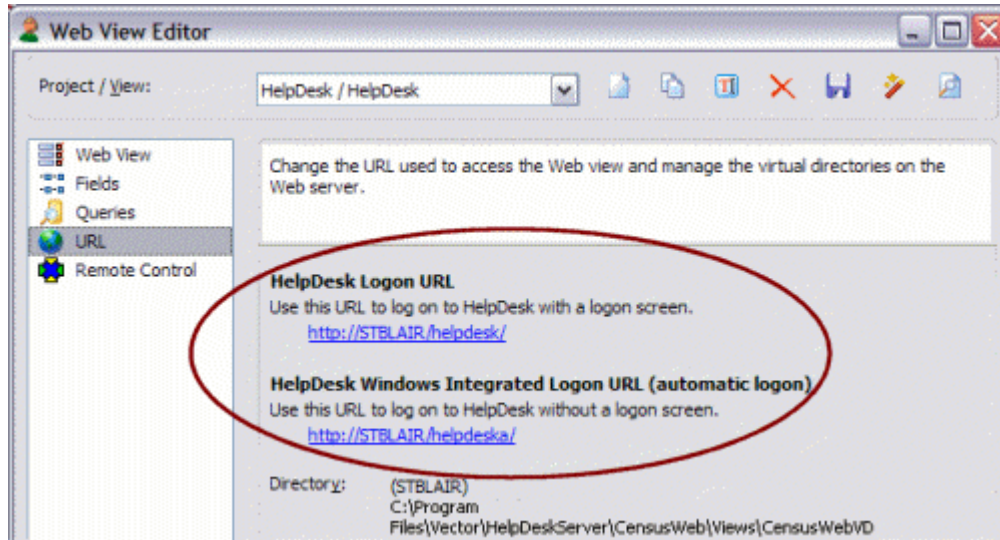 Web View Editor
Project / View:
HelpDesk / HelpDesk
Web View
Fields
Queries
URL
Remote Control
Change the URL used to access the Web view and manage the virtual directories on the
Web server.
HelpDesk Logon URL
Use this URL to log on to HelpDesk with a logon screen.
http://STBLAIR/helpdesk/
HelpDesk Windows Integrated Logon URL (automatic logon)
Use this URL to log on to HelpDesk without a logon screen.
http://STBLAIR/helpdeska/
Directory:
(STBLAIR)
C:\Program
Files\Vector\HelpDeskServer\CensusWeb\Views\CensusWebVD